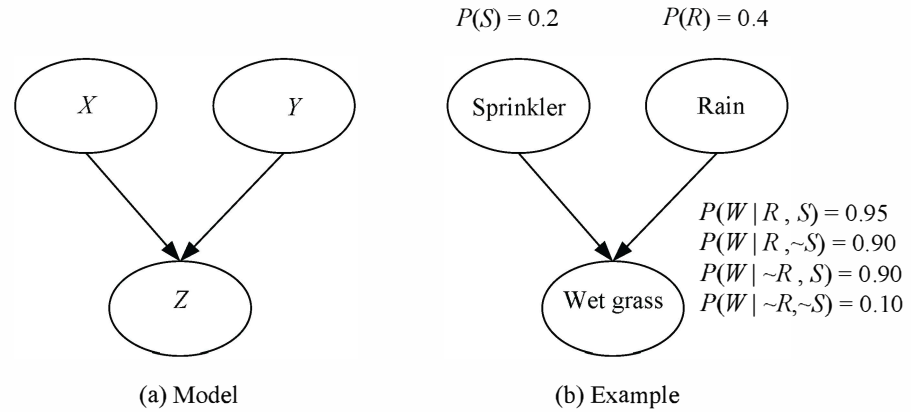 P(S) = 0.2
P(R) = 0.4
X
Y
Sprinkler
Rain
P(W | R , S) = 0.95
P(W | R ,~S) = 0.90
P(W | ~R , S) = 0.90
P(W | ~R,~S) = 0.10
Z
Wet grass
(a) Model
(b) Example